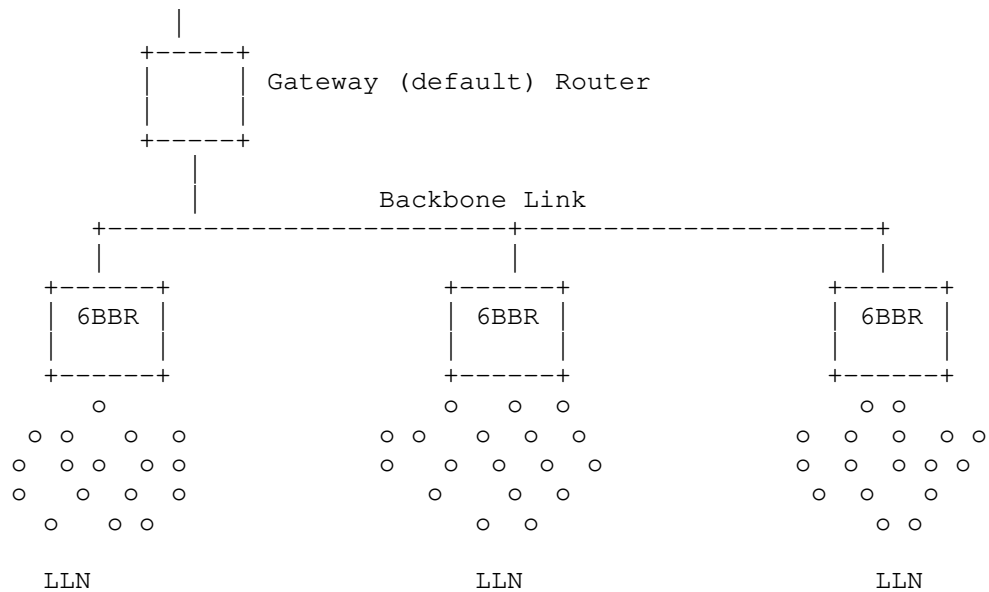 Gateway (default) Router
Backbone Link
6BBR 6BBR 6BBR
LLN LLN LLN